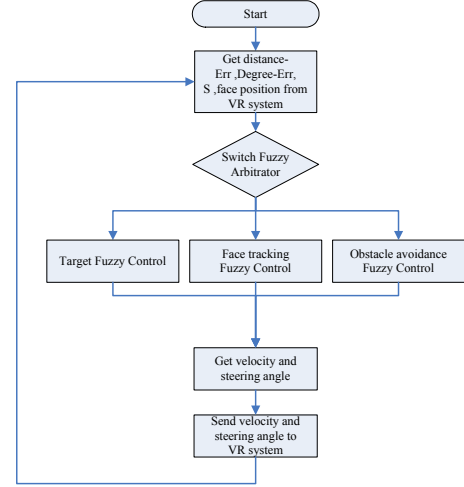 Start
Get distance-
Err ,Degree-Err,
S ,face position from
VR system
Switch Fuzzy
Arbitrator
Target Fuzzy Control
Face tracking
Fuzzy Control
Obstacle avoidance
Fuzzy Control
Get velocity and
steering angle
Send velocity and
steering angle to
VR system